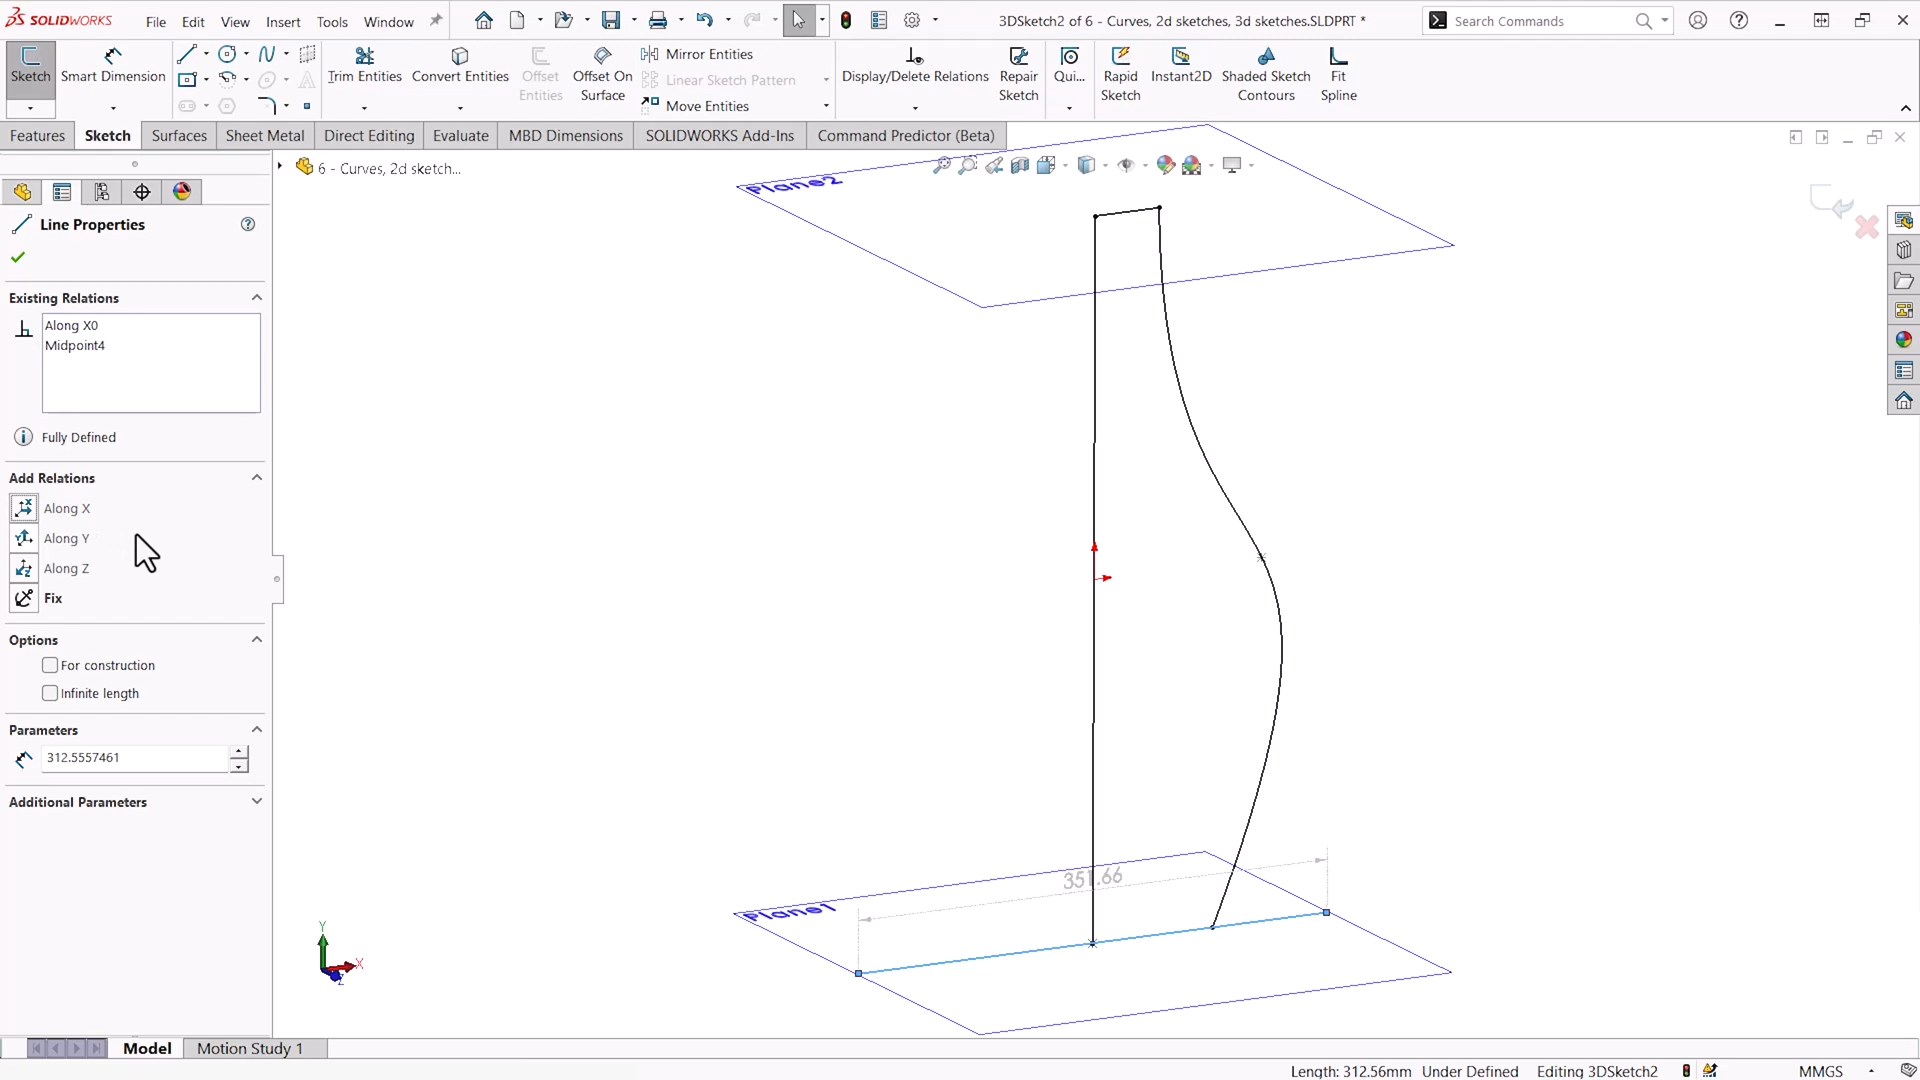 SOLIDWORKS File Edit View Insert Tools Window 3DSketch2 of 6 - Curves, 2d sketches, 3d sketches.SLDPRT * Search Commands
Sketch Smart Dimension Trim Entities Convert Entities Offset Entities Offset On Surface Mirror Entities Linear Sketch Pattern Move Entities Display/Delete Relations Repair Sketch Qui... Rapid Sketch Instant2D Shaded Sketch Contours Fit Spline
Features Sketch Surfaces Sheet Metal Direct Editing Evaluate MBD Dimensions SOLIDWORKS Add-Ins Command Predictor (Beta)
6 - Curves, 2d sketch...
Plane2
Line Properties
Existing Relations
Along X0
Midpoint4
Fully Defined
Add Relations
Along X
Along Y
Along Z
Fix
Options
For construction
Infinite length
Parameters
312.5557461
Additional Parameters
351.66
Plane1
Y
X
Z
Model Motion Study 1
Length: 312.56mm Under Defined Editing 3DSketch2 MMGS